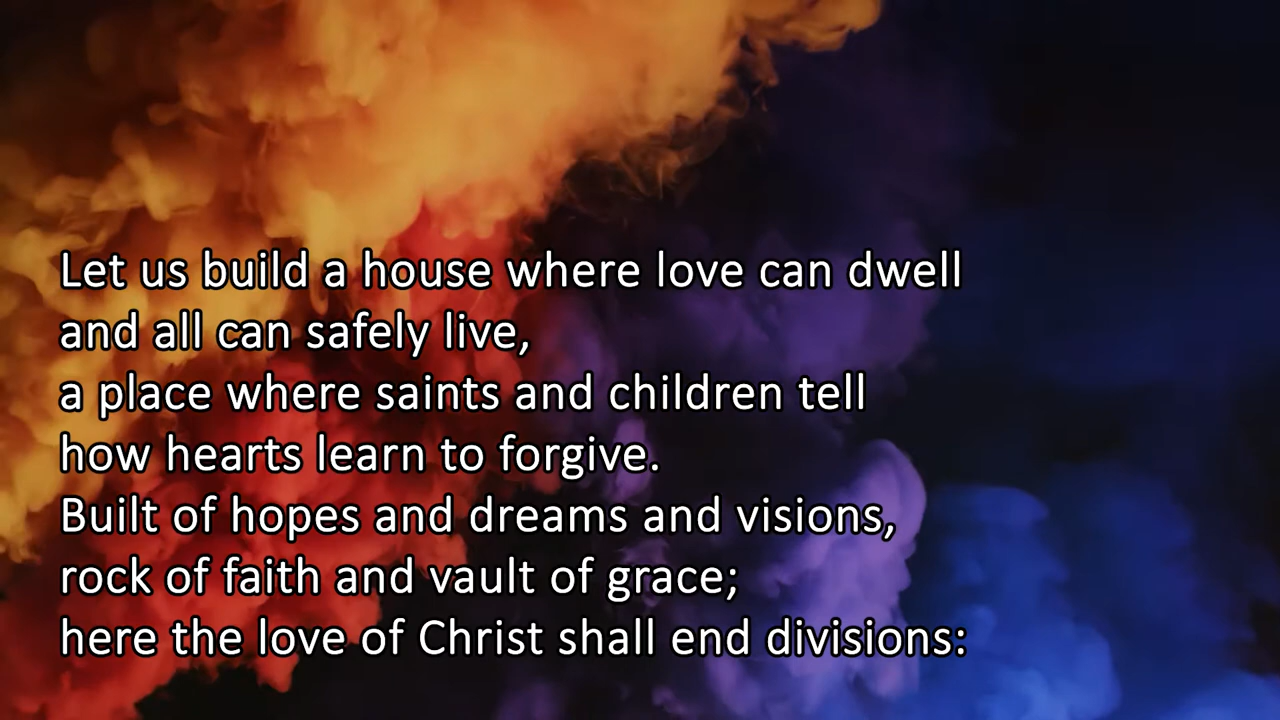 Let us build a house where love can dwell
and all can safely live,
a place where saints and children tell
how hearts learn to forgive.
Built of hopes and dreams and visions,
rock of faith and vault of grace;
here the love of Christ shall end divisions: